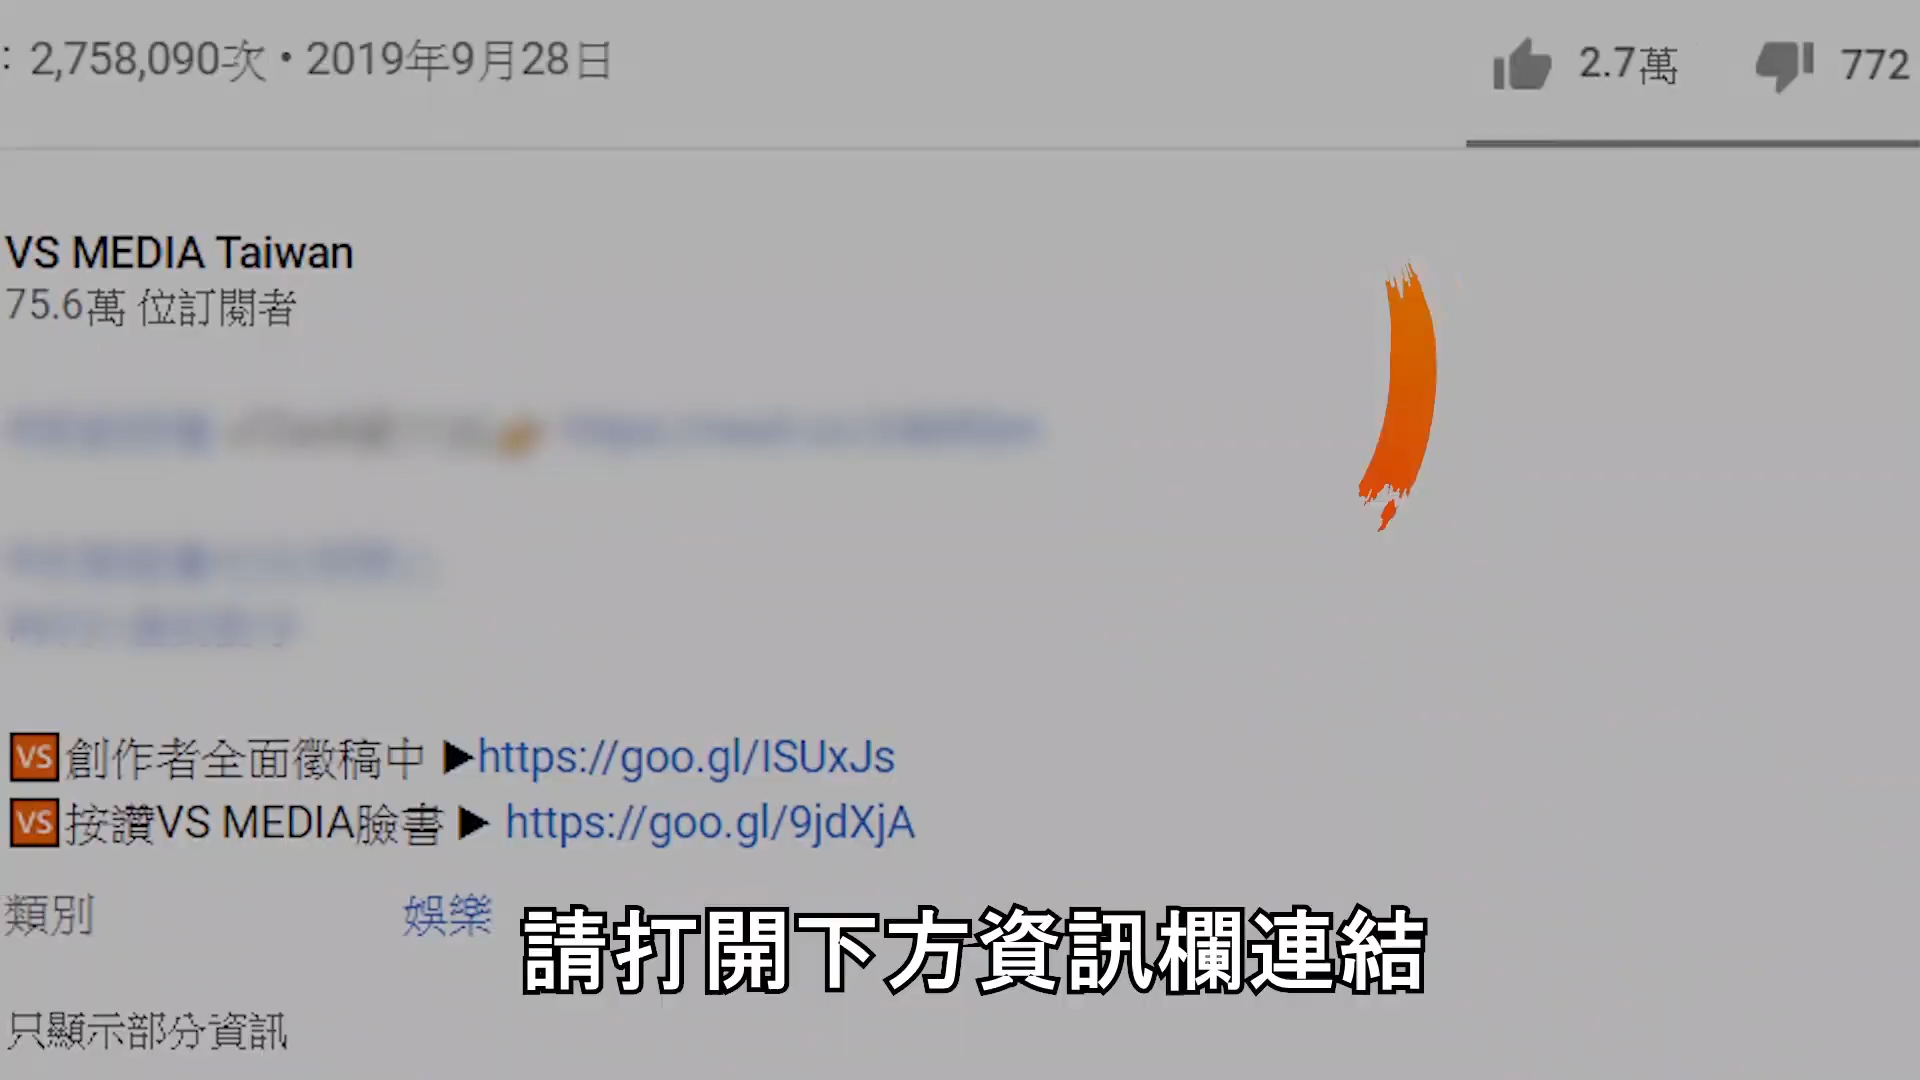 : 2,758,090次 • 2019年9月28日
2.7萬
772
VS MEDIA Taiwan
75.6萬 位訂閱者
VS創作者全面徵稿中 ▶https://goo.gl/ISUxJs
VS按讚VS MEDIA臉書 ▶ https://goo.gl/9jdXjA
類別 娛樂
請打開下方資訊欄連結
只顯示部分資訊